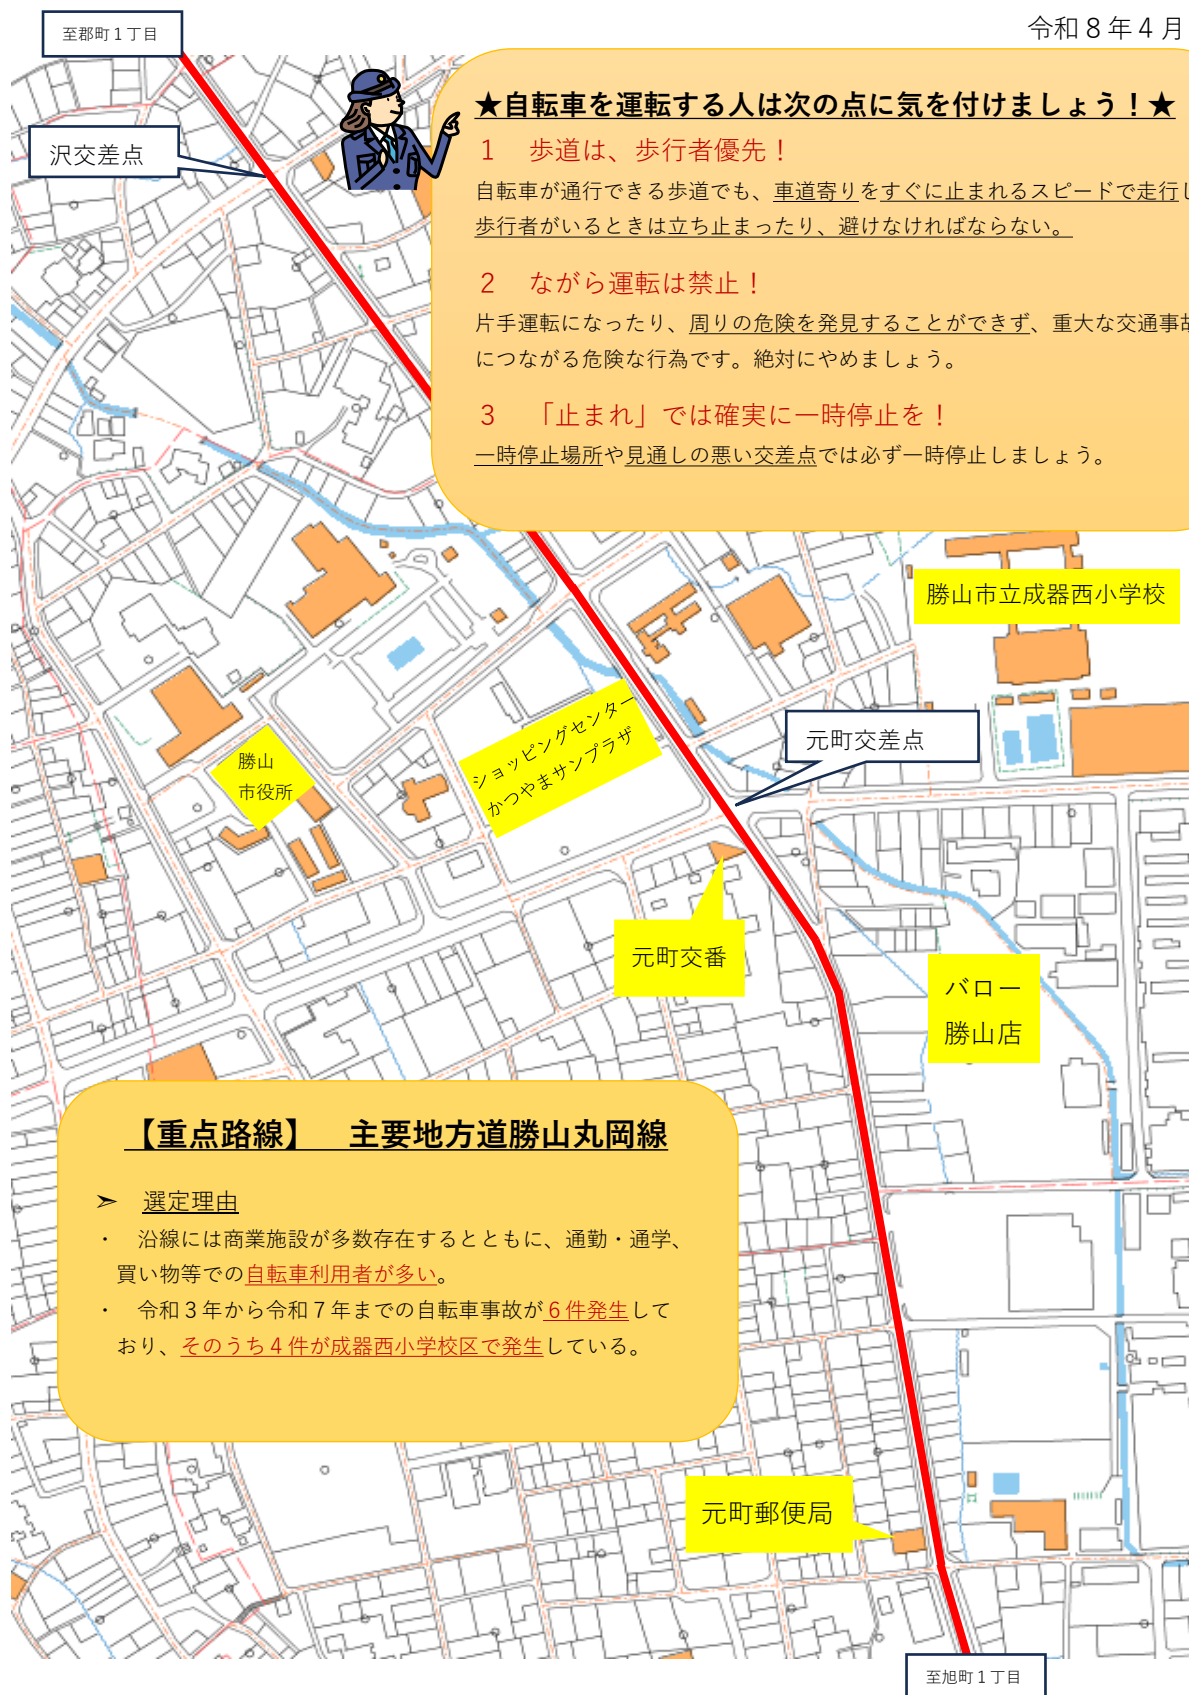 令和８年４月
至郡町１丁目
沢交差点
★自転車を運転する人は次の点に気を付けましょう！★
１　歩道は、歩行者優先！
自転車が通行できる歩道でも、車道寄りをすぐに止まれるスピードで走行し
歩行者がいるときは立ち止まったり、避けなければならない。
２　ながら運転は禁止！
片手運転になったり、周りの危険を発見することができず、重大な交通事故
につながる危険な行為です。絶対にやめましょう。
３　「止まれ」では確実に一時停止を！
一時停止場所や見通しの悪い交差点では必ず一時停止しましょう。
勝山市立成器西小学校
ショッピングセンター
かつやまサンプラザ
元町交差点
勝山
市役所
元町交番
バロー
勝山店
【重点路線】　主要地方道勝山丸岡線
➢　選定理由
・　沿線には商業施設が多数存在するとともに、通勤・通学、
買い物等での自転車利用者が多い。
・　令和３年から令和７年までの自転車事故が６件発生して
おり、そのうち４件が成器西小学校区で発生している。
元町郵便局
至旭町１丁目